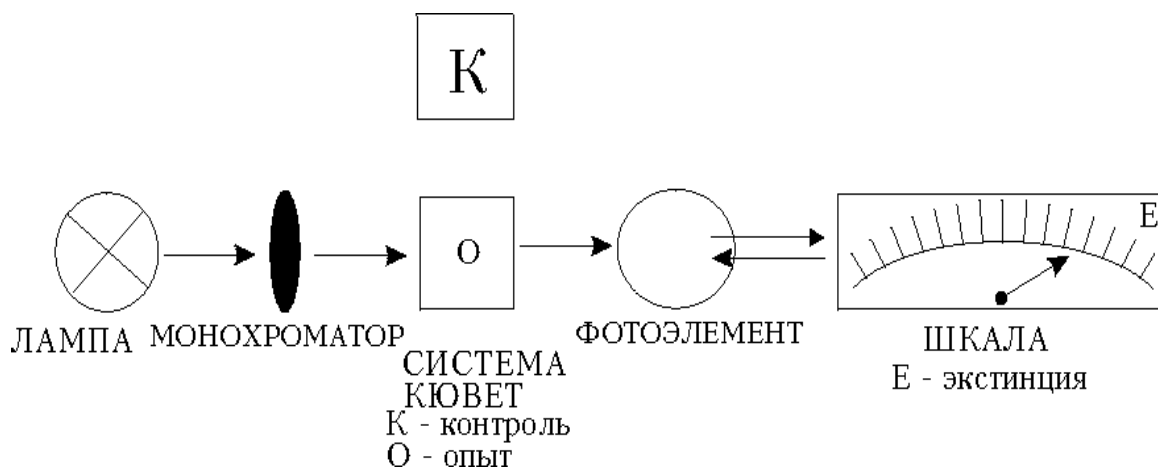 К
О
Е
ЛАМПА
МОНОХРОМАТОР
СИСТЕМА
КЮВЕТ
К - контроль
О - опыт
ФОТОЭЛЕМЕНТ
ШКАЛА
Е - экстинция